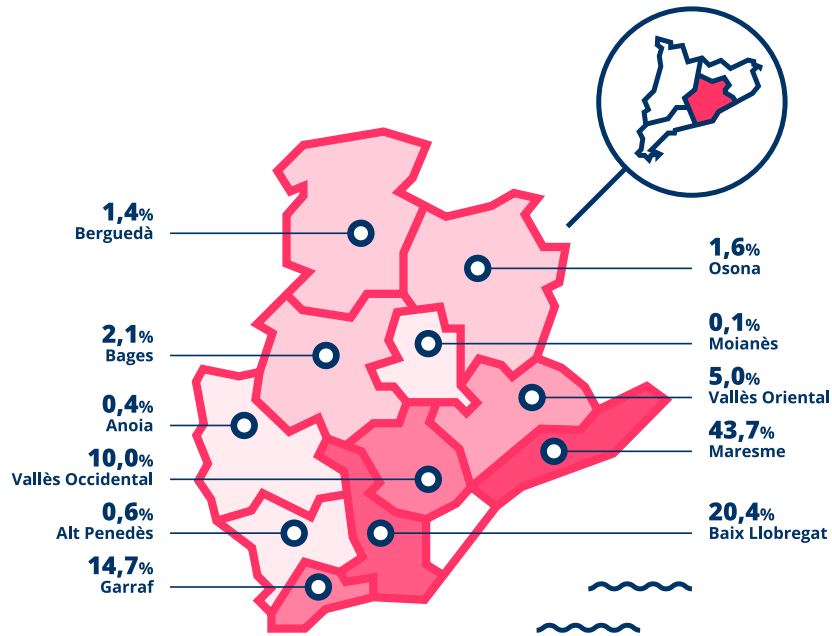 1,4%
Berguedà
2,1%
Bages
0,4%
Anoia
10,0%
Vallès Occidental
0,6%
Alt Penedès
14,7%
Garraf
1,6%
Osona
0,1%
Moianès
5,0%
Vallès Oriental
43,7%
Maresme
20,4%
Baix Llobregat